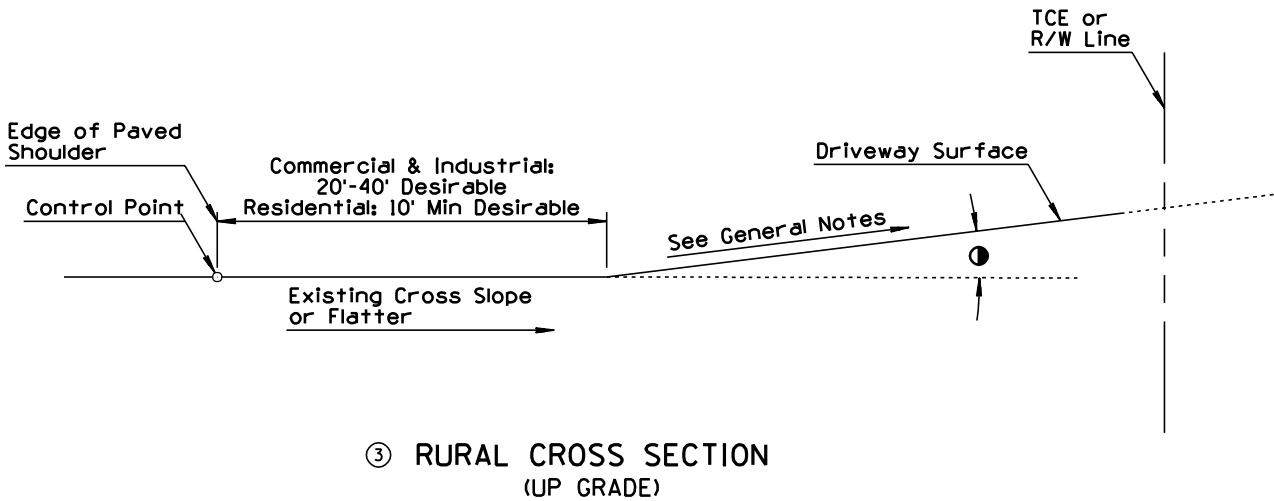 TCE or
R/W Line
Edge of Paved
Shoulder
Commercial & Industrial:
20'-40' Desirable
Residential: 10' Min Desirable
Control Point
Driveway Surface
See General Notes
Existing Cross Slope
or Flatter
③ RURAL CROSS SECTION
(UP GRADE)